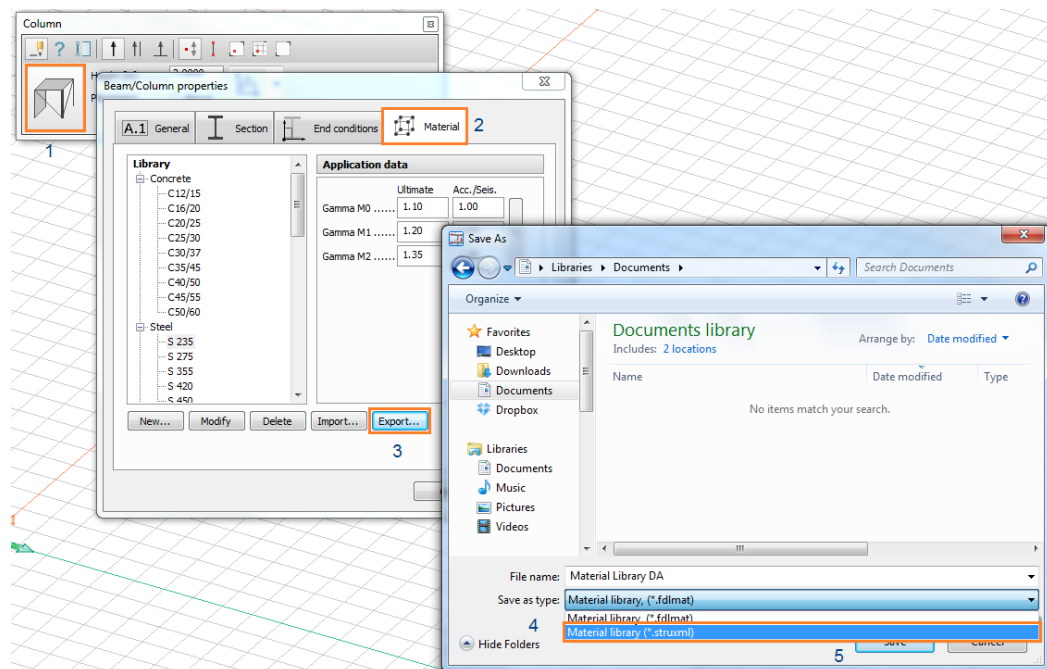 Column
1
Beam/Column properties
A.1 General
Section
End conditions
Material
2
Library
Concrete
C12/15
C16/20
C20/25
C25/30
C30/37
C35/45
C40/50
C45/55
C50/60
Steel
S 235
S 275
S 355
S 420
S 450
Application data
Ultimate Acc./Seis.
Gamma M0 ...... 1.10 1.00
Gamma M1 ...... 1.20
Gamma M2 ...... 1.35
New... Modify Delete Import... Export...
3
Save As
Libraries Documents
Search Documents
Organize
Favorites
Desktop
Downloads
Documents
Dropbox
Libraries
Documents
Music
Pictures
Videos
Documents library
Includes: 2 locations
Arrange by: Date modified
Name Date modified Type
No items match your search.
File name: Material Library DA
Save as type: Material library, (*.fdlmat)
Material library, (*.fdlmat)
4
Material library (*.struxml)
Hide Folders
5
Save Cancel